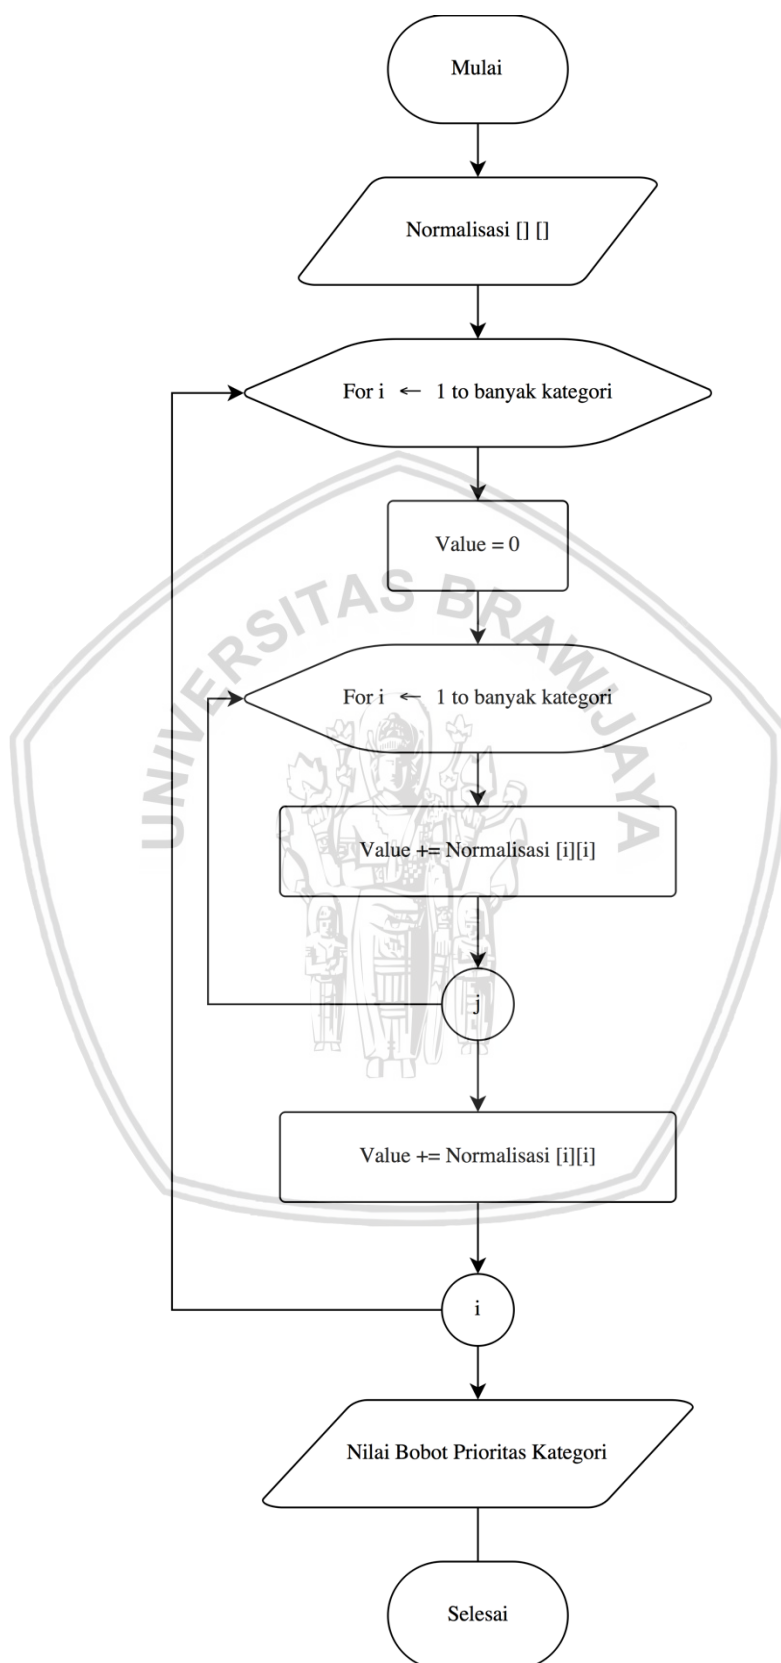 Mulai
Normalisasi [] []
For i ← 1 to banyak kategori
Value = 0
UNIVERSITAS BRAWIJAYA
For i ← 1 to banyak kategori
Value += Normalisasi [i][i]
j
Value += Normalisasi [i][i]
i
Nilai Bobot Prioritas Kategori
Selesai